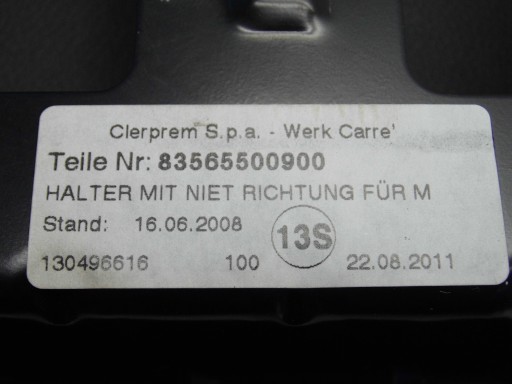 Clerprem S.p.a. - Werk Carre'
Teile Nr: 83565500900
HALTER MIT NIET RICHTUNG FÜR M
Stand: 16.06.2008 13S
130496616 100 22.08.2011